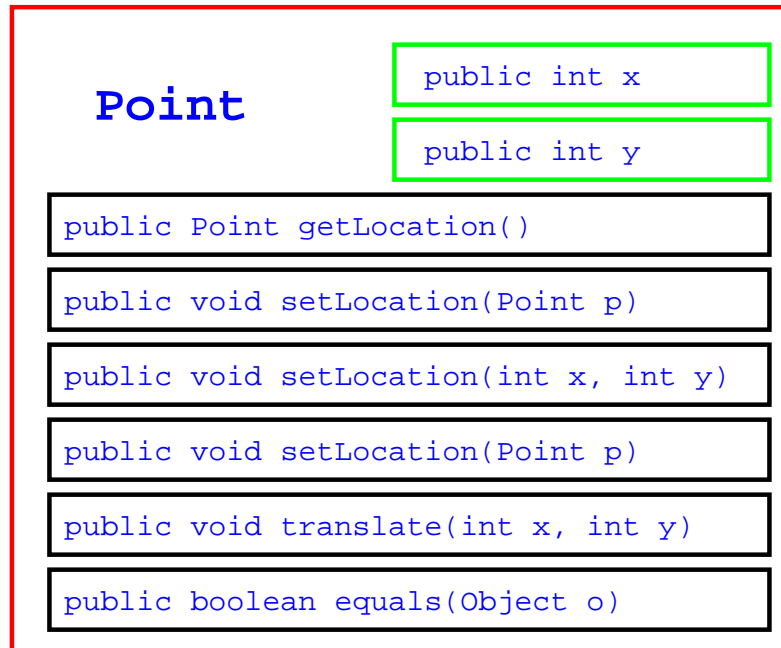 Point
public int x
public int y
public Point getLocation()
public void setLocation(Point p)
public void setLocation(int x, int y)
public void setLocation(Point p)
public void translate(int x, int y)
public boolean equals(Object o)